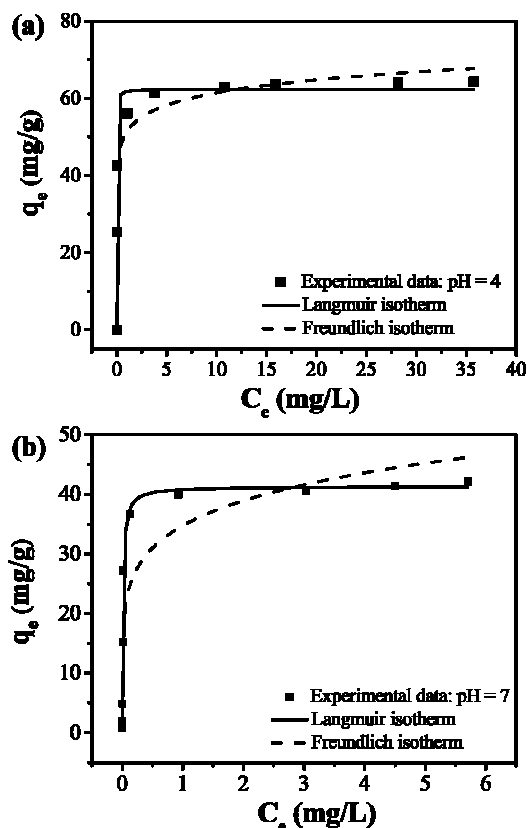 (a)
80
60
40
20
0
qe (mg/g)
Experimental data: pH = 4
Langmuir isotherm
Freundlich isotherm
0 5 10 15 20 25 30 35 40
Ce (mg/L)
(b)
50
40
30
20
10
0
qe (mg/g)
Experimental data: pH = 7
Langmuir isotherm
Freundlich isotherm
0 1 2 3 4 5 6
Ce (mg/L)